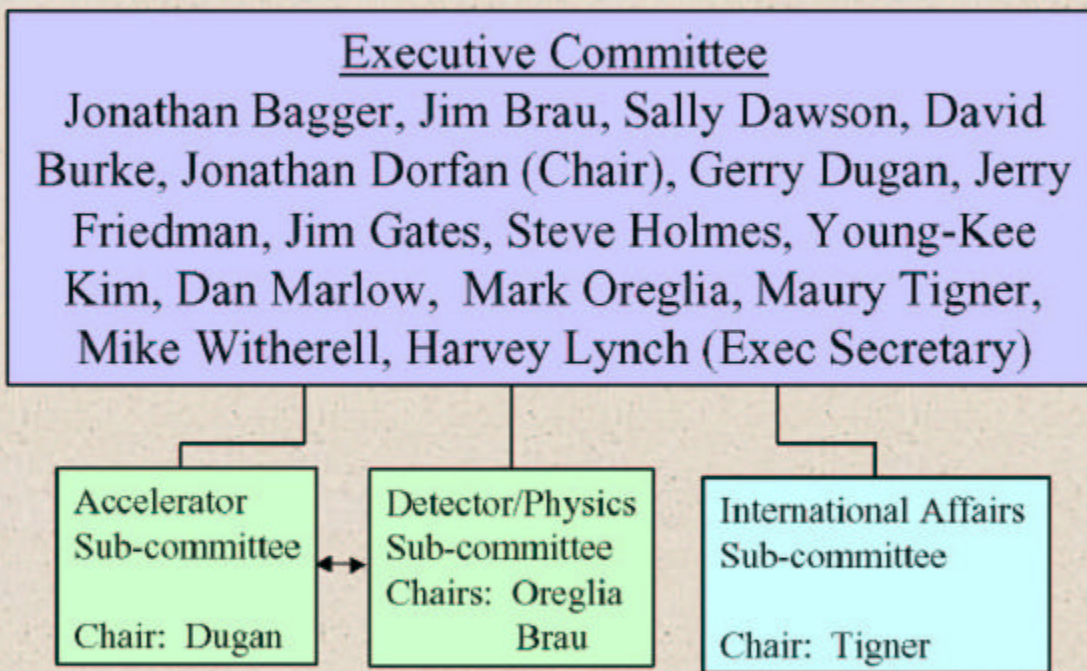 Executive Committee
Jonathan Bagger, Jim Brau, Sally Dawson, David
Burke, Jonathan Dorfan (Chair), Gerry Dugan, Jerry
Friedman, Jim Gates, Steve Holmes, Young-Kee
Kim, Dan Marlow, Mark Oreglia, Maury Tigner,
Mike Witherell, Harvey Lynch (Exec Secretary)
Accelerator
Sub-committee
Chair: Dugan
Detector/Physics
Sub-committee
Chairs: Oreglia
Brau
International Affairs
Sub-committee
Chair: Tigner